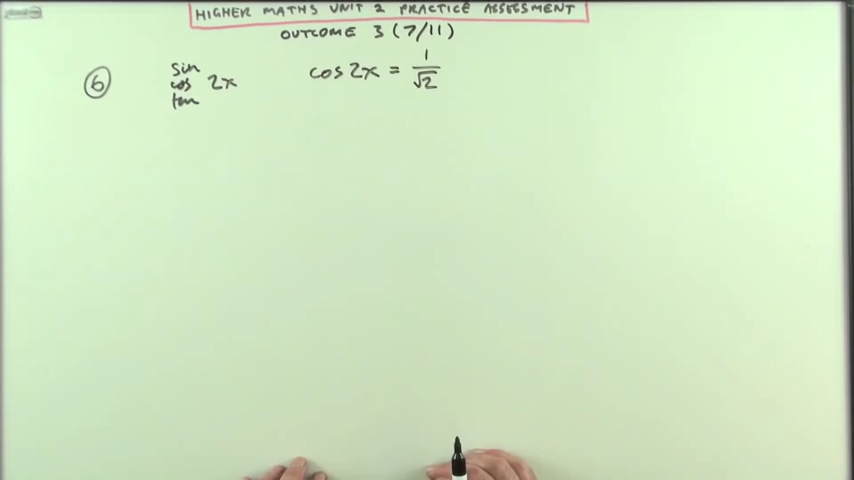 HIGHER MATHS UNIT 2 PRACTICE ASSESSMENT
OUTCOME 3 (7/11)
6 sin cos tan 2x cos 2x = 1/√2